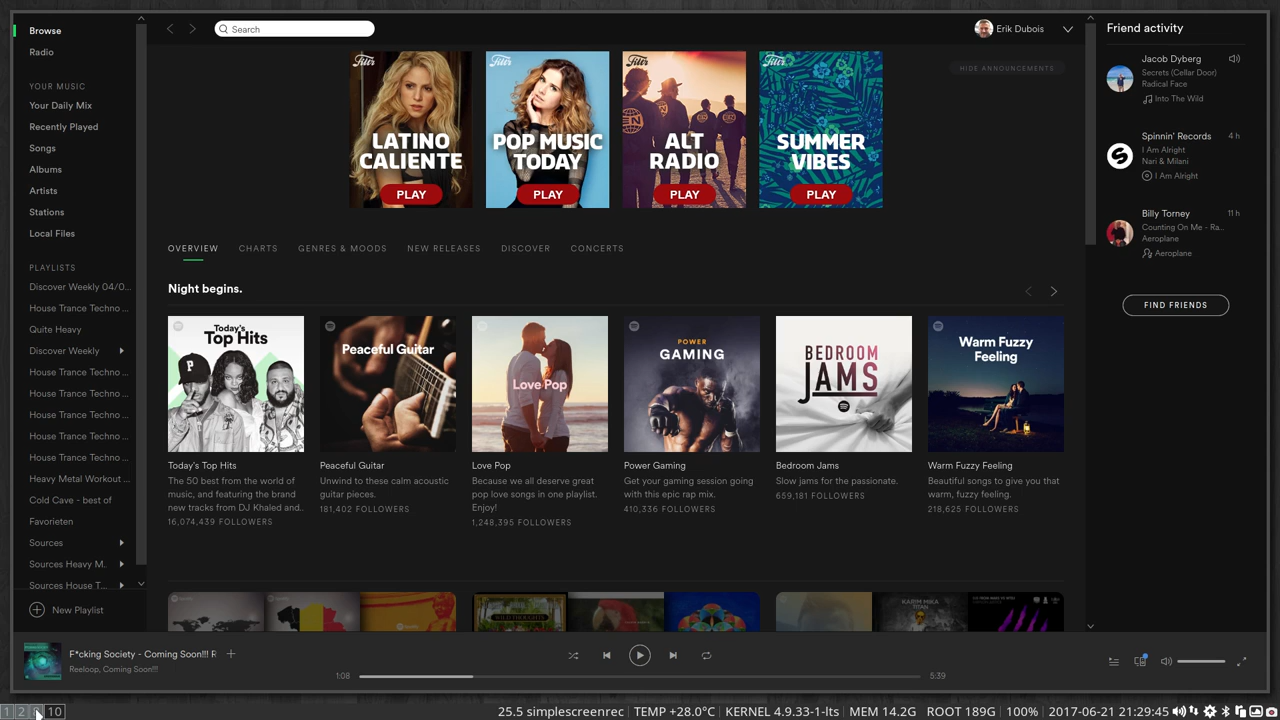 Browse
Radio
YOUR MUSIC
Your Daily Mix
Recently Played
Songs
Albums
Artists
Stations
Local Files
PLAYLISTS
Discover Weekly 04/0...
House Trance Techno ...
Quite Heavy
Discover Weekly
House Trance Techno ...
House Trance Techno ...
House Trance Techno ...
House Trance Techno ...
House Trance Techno ...
Heavy Metal Workout ...
Cold Cave - best of
Favorieten
Sources
Sources Heavy M.
Sources House T...
New Playlist
Search
Erik Dubois
HIDE ANNOUNCEMENTS
Filtr
LATINO
CALIENTE
PLAY
Filtr
POP MUSIC
TODAY
PLAY
Filtr
ALT
RADIO
PLAY
Filtr
SUMMER
VIBES
PLAY
OVERVIEW
CHARTS
GENRES & MOODS
NEW RELEASES
DISCOVER
CONCERTS
Night begins.
Today's
Top Hits
Today's Top Hits
The 50 best from the world of
music, and featuring the brand
new tracks from DJ Khaled and..
16,074,439 FOLLOWERS
Peaceful Guitar
Peaceful Guitar
Unwind to these calm acoustic
guitar pieces.
181,402 FOLLOWERS
Love Pop
Love Pop
Because we all deserve great
pop love songs in one playlist.
Enjoy!
1,248,395 FOLLOWERS
POWER
GAMING
Power Gaming
Get your gaming session going
with this epic rap mix.
410,336 FOLLOWERS
BEDROOM
JAMS
Bedroom Jams
Slow jams for the passionate.
659,181 FOLLOWERS
Warm Fuzzy
Feeling
Warm Fuzzy Feeling
Beautiful songs to give you that
warm, fuzzy feeling.
218,625 FOLLOWERS
WILD THOUGHTS
Friend activity
Jacob Dyberg
Secrets (Cellar Door)
Radical Face
Into The Wild
Spinnin' Records
4 h
I Am Alright
Nari & Milani
I Am Alright
Billy Torney
11 h
Counting On Me - Ra...
Aeroplane
Aeroplane
FIND FRIENDS
F*cking Society - Coming Soon!!! R
Reeloop, Coming Soon!!!
1:08
5:39
1 2 10
25.5 simplescreenrec TEMP +28.0°C KERNEL 4.9.33-1-lts MEM 14.2G ROOT 189G 100% 2017-06-21 21:29:45